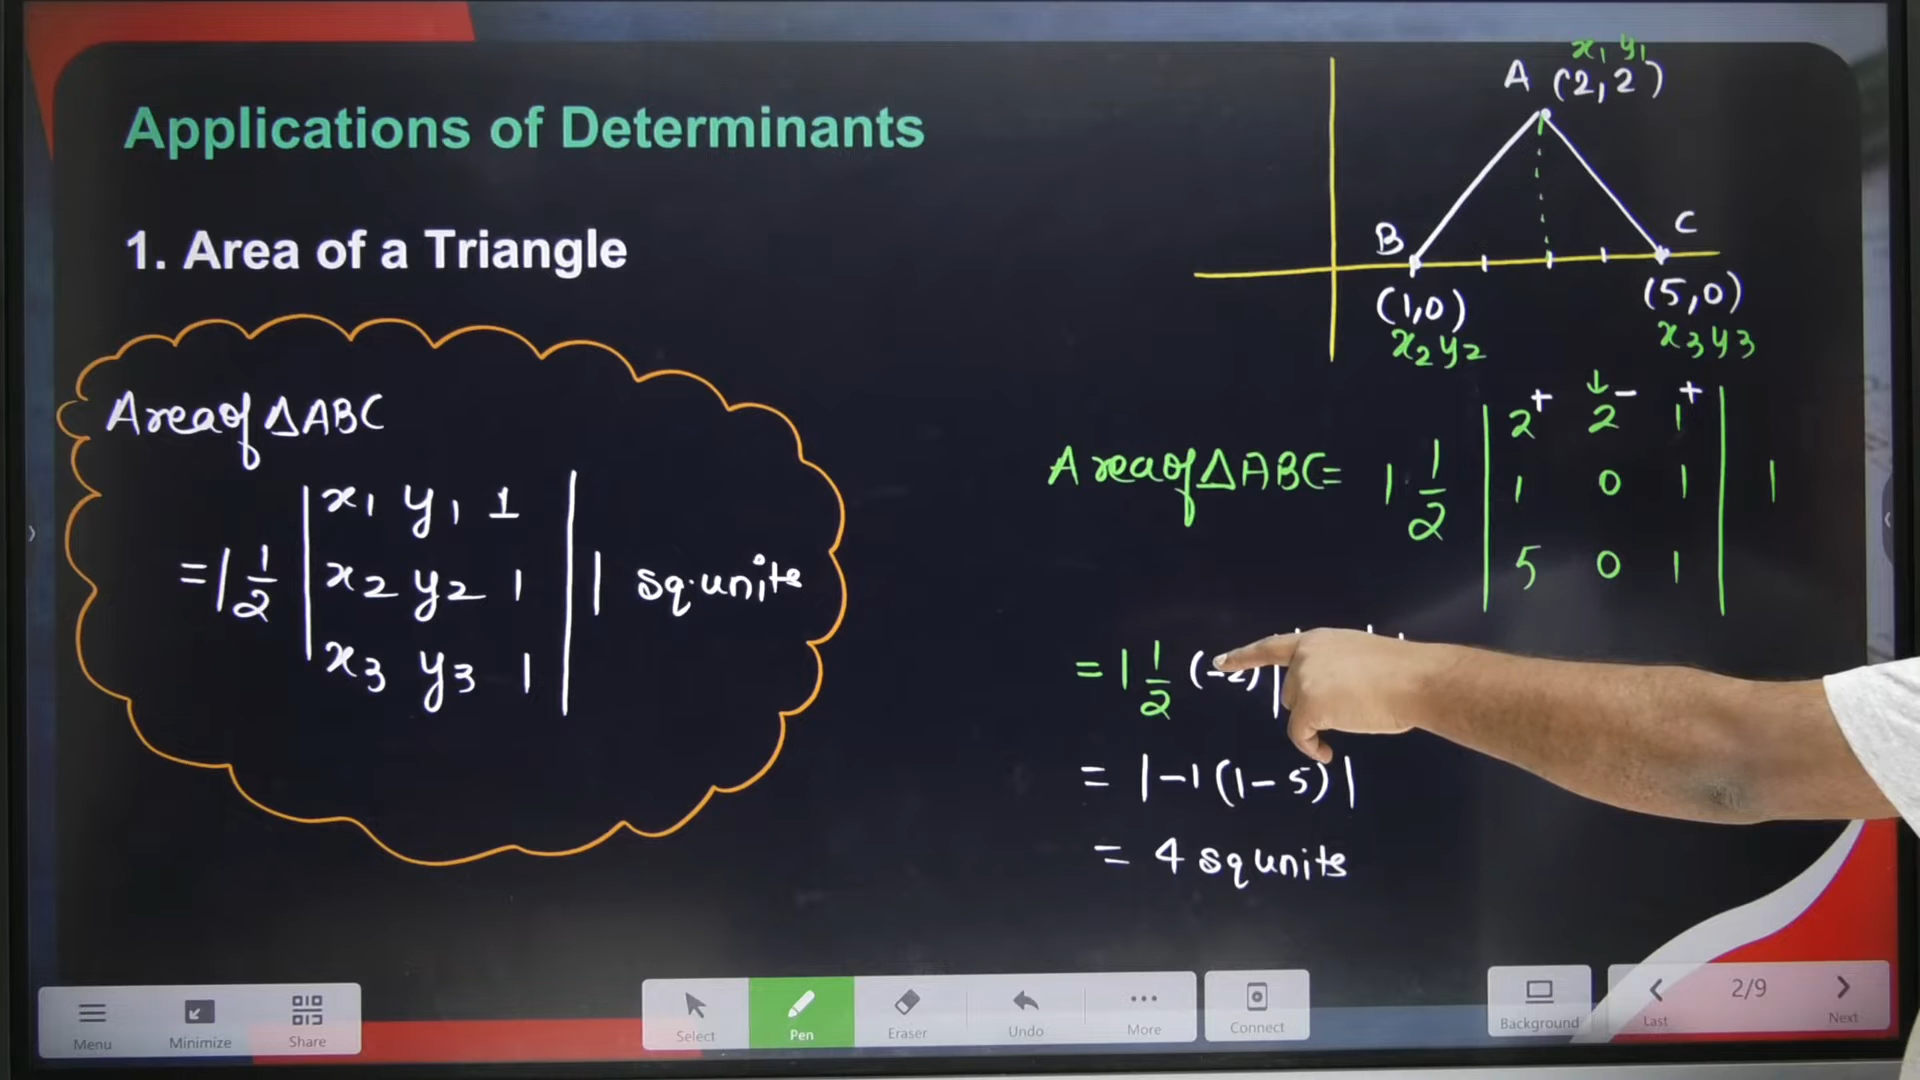 Applications of Determinants
1. Area of a Triangle
Area of ΔABC
= | 1/2 | x1 y1 1 |
| x2 y2 1 | | sq.units
| x3 y3 1 |
x1 y1
A (2,2)
B
C
(1,0)
(5,0)
x2 y2
x3 y3
↓
2+ 2- 1+
Area of ΔABC = | 1/2 | 1 0 1 | |
5 0 1
= | 1/2 (-2) |
= |-1(1-5)|
= 4 sq units
Menu
Minimize
Share
Select
Pen
Eraser
Undo
More
Connect
Background
Last
2/9
Next